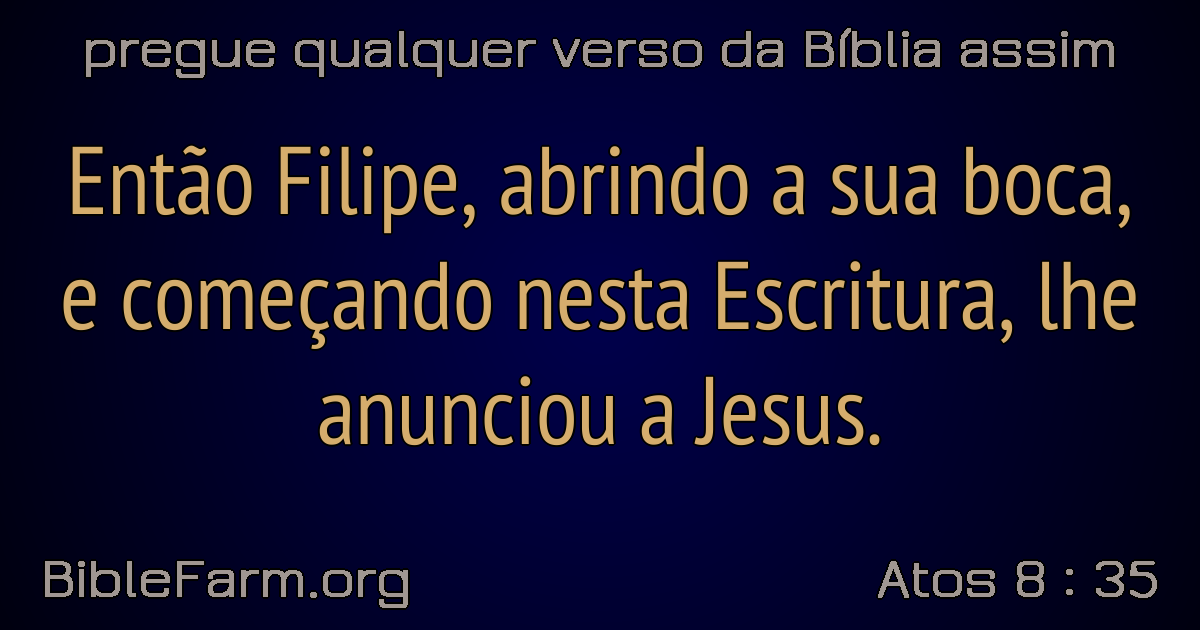 pregue qualquer verso da Bíblia assim
Então Filipe, abrindo a sua boca,
e começando nesta Escritura, lhe
anunciou a Jesus.
BibleFarm.org
Atos 8 : 35